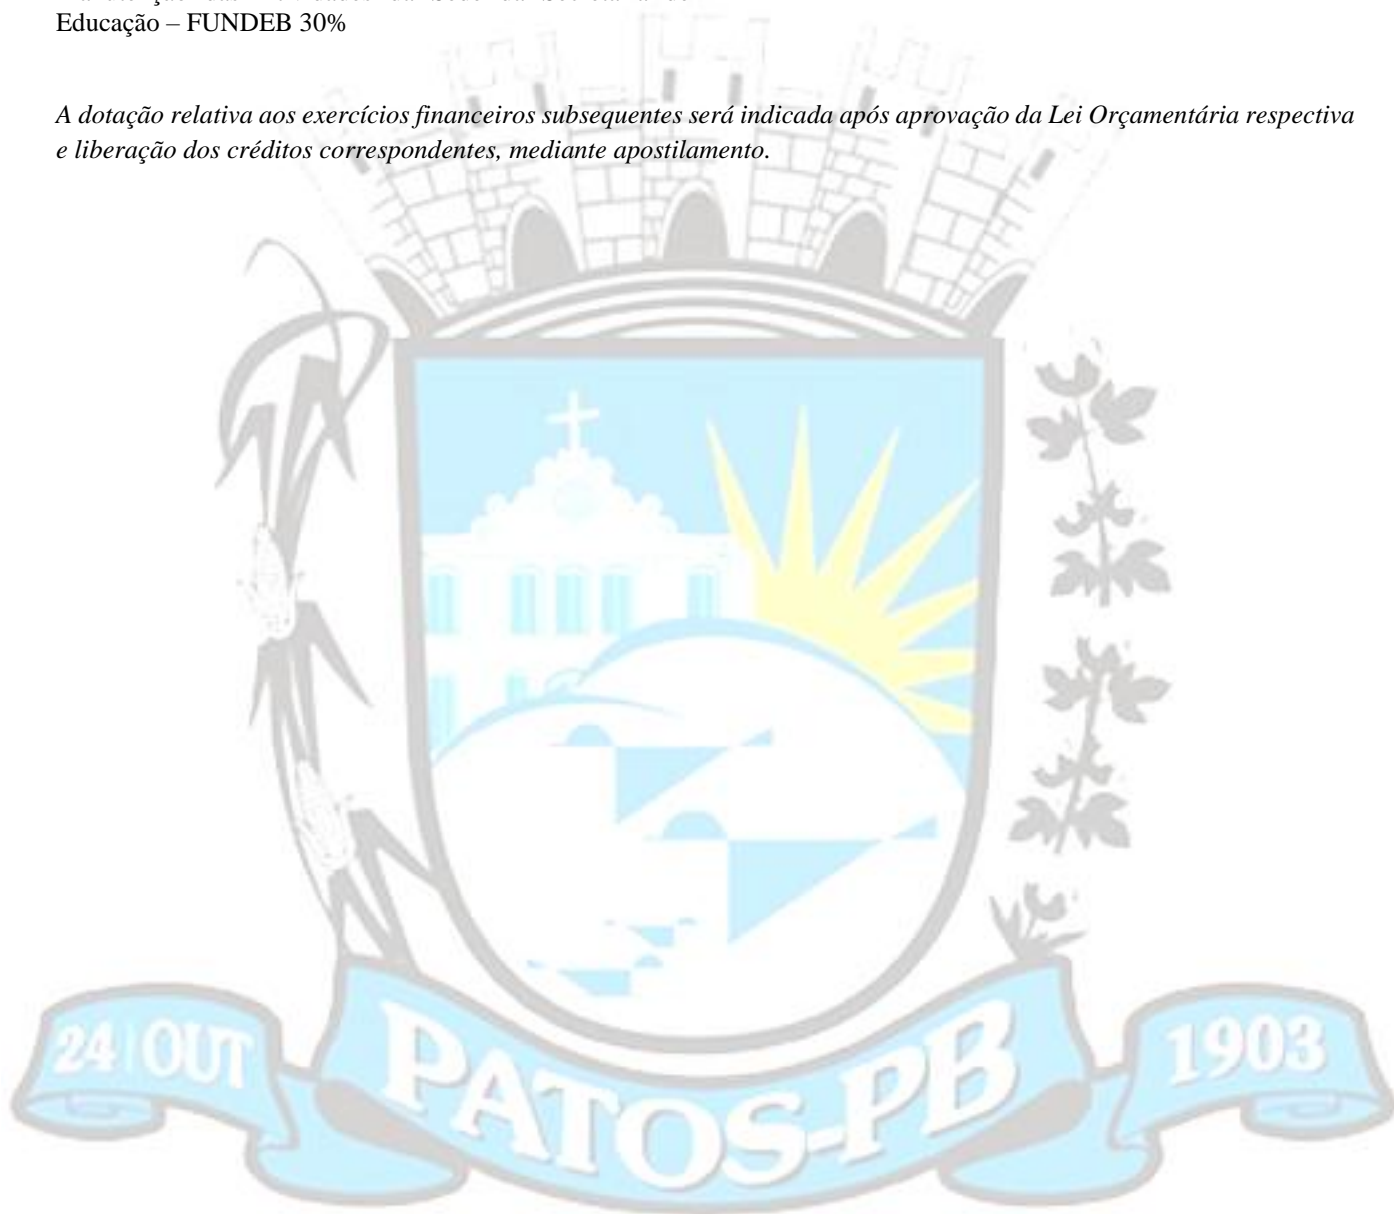 Educação – FUNDEB 30%
A dotação relativa aos exercícios financeiros subsequentes será indicada após aprovação da Lei Orçamentária respectiva
e liberação dos créditos correspondentes, mediante apostilamento.
24 | OUT
PATOS-PB
1903